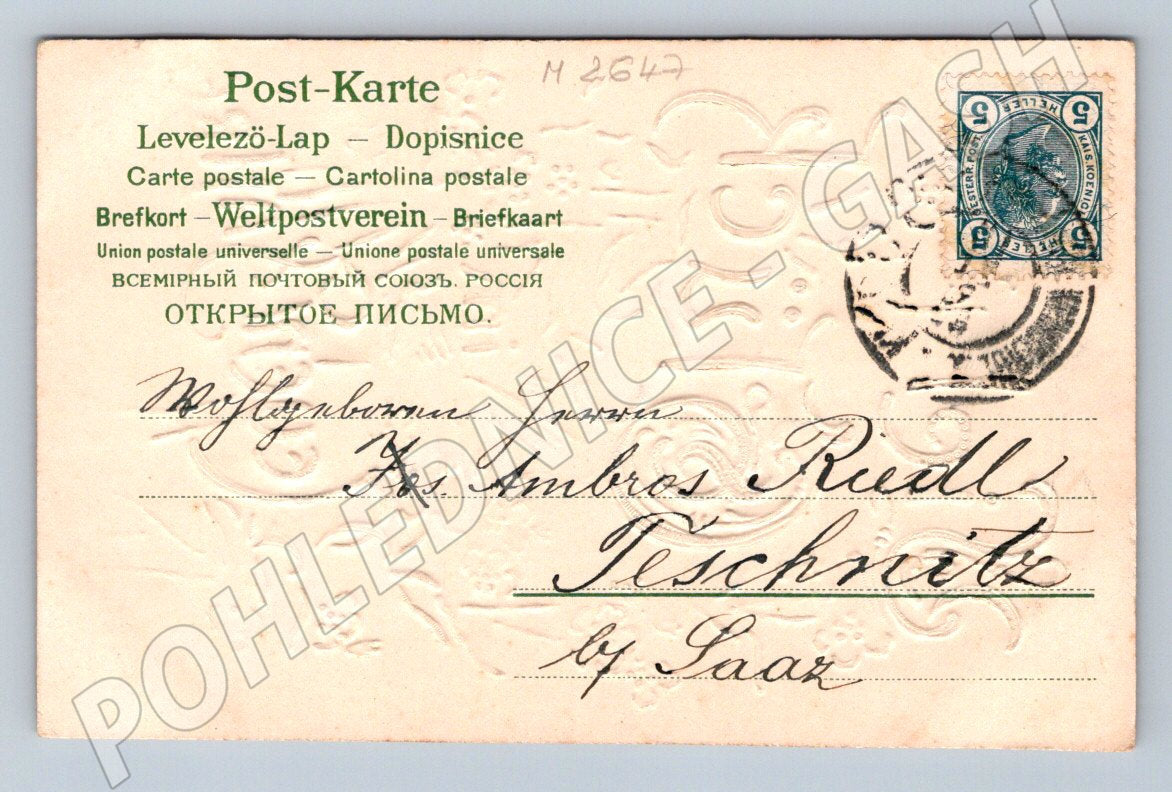 M 2647
Post-Karte
Levelező-Lap — Dopisnice
Carte postale — Cartolina postale
Brefkort – Weltpostverein – Briefkaart
Union postale universelle — Unione postale universale
ВСЕМІРНЫЙ ПОЧТОВЫЙ СОЮЗЪ. РОССІЯ
ОТКРЫТОЕ ПИСЬМО.
5 HELLER 5
OESTERR. POST. KAIS. KOENIGL
5 HELLER 5
Wohlgeboren Herrn
Jos. Ambros Riedl
Teschnitz
b/ Saaz
POHLEDNICE - GASH